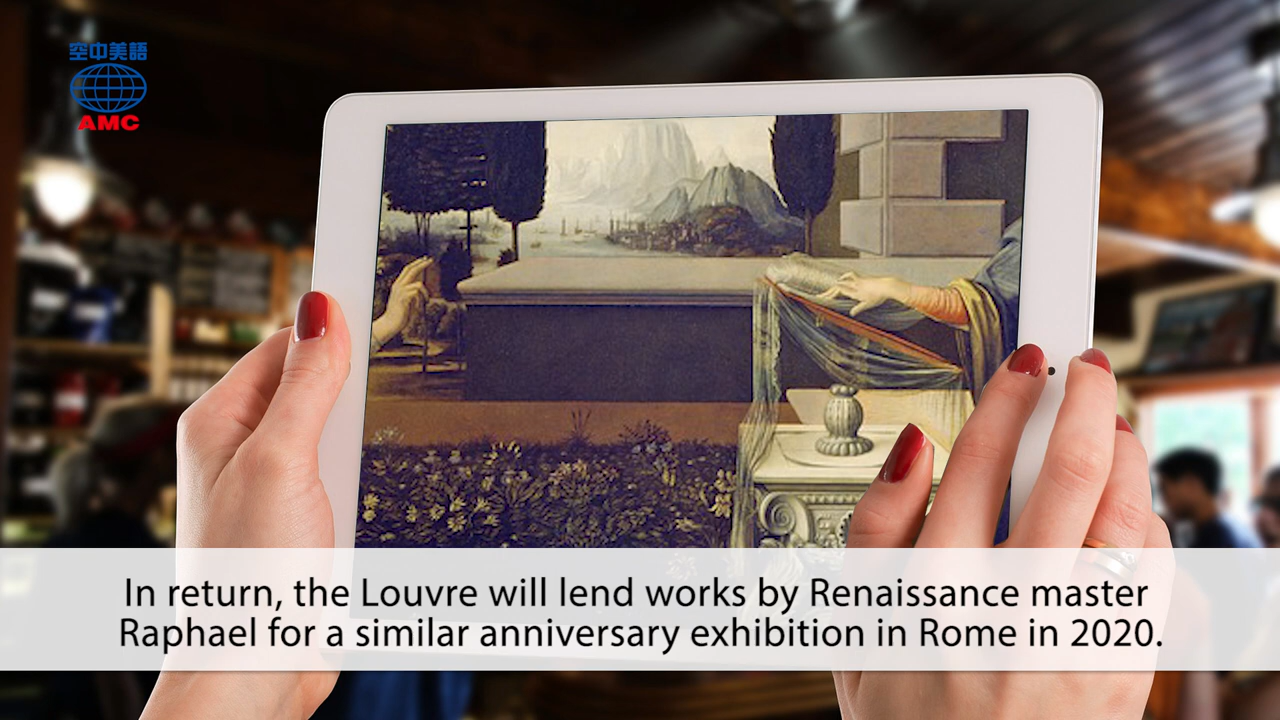 空中美語
AMC
In return, the Louvre will lend works by Renaissance master
Raphael for a similar anniversary exhibition in Rome in 2020.